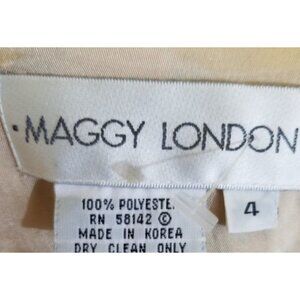 MAGGY LONDON
4
100% POLYESTE.
RN 58142 ©
MADE IN KOREA
DRY CLEAN ONLY